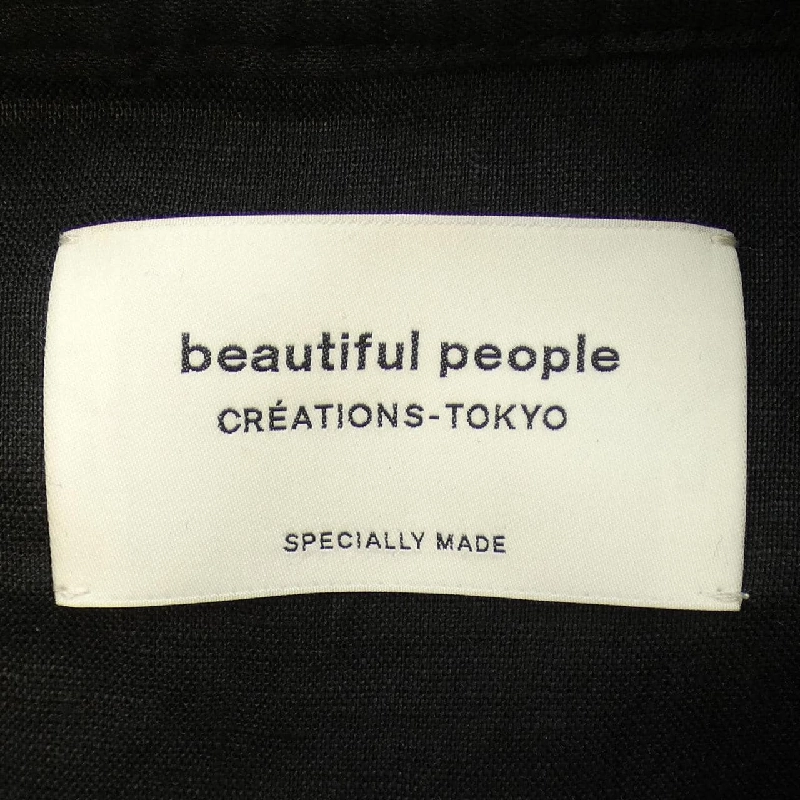 beautiful people
CRÉATIONS-TOKYO
SPECIALLY MADE